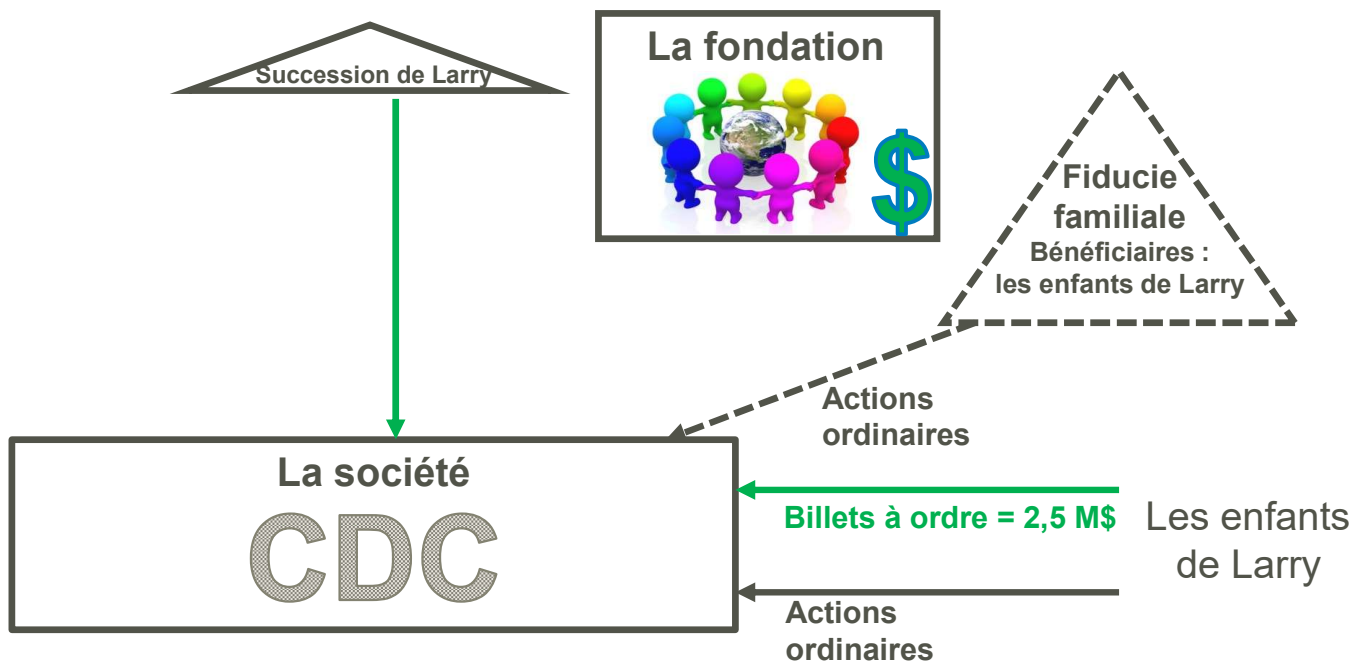 Succession de Larry
La fondation
$
Fiducie
familiale
Bénéficiaires :
les enfants de Larry
Actions
ordinaires
La société
CDC
Billets à ordre = 2,5 M$
Les enfants
de Larry
Actions
ordinaires